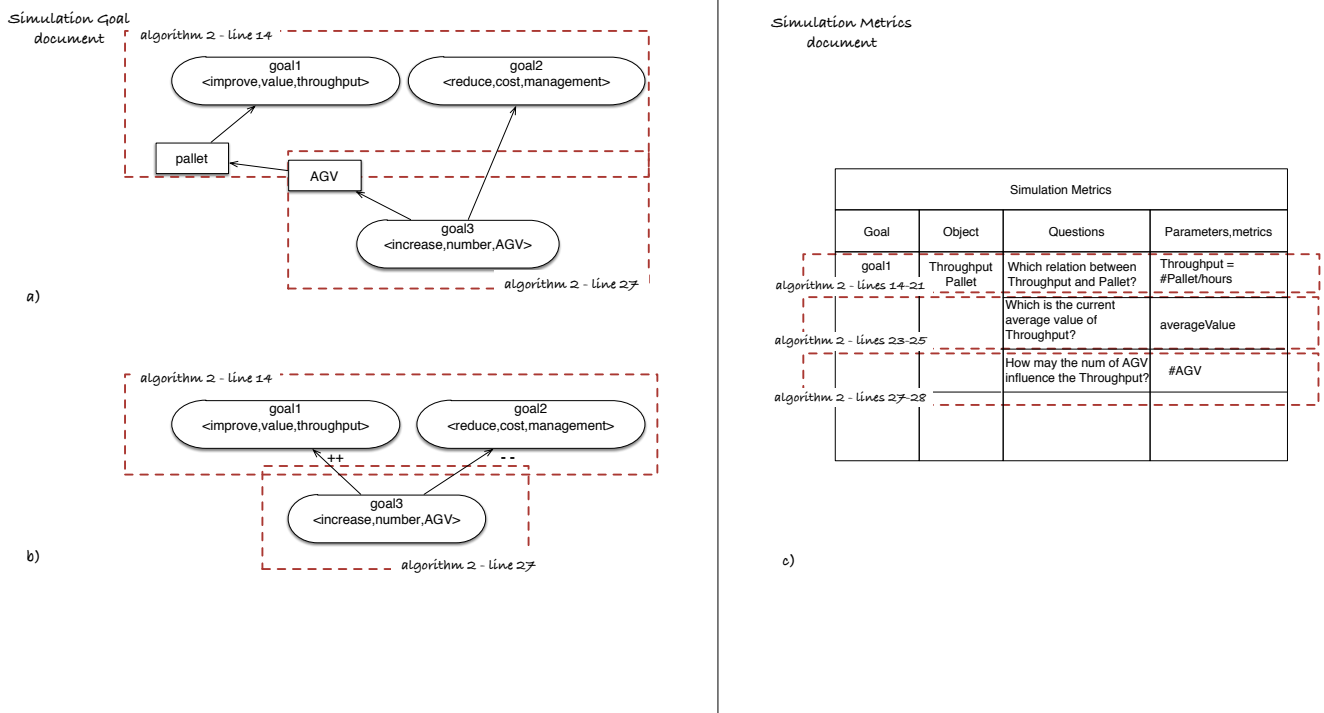 Simulation Goal
document
algorithm 2 - line 14
goal1
<improve,value,throughput>
goal2
<reduce,cost,management>
pallet
AGV
goal3
<increase,number,AGV>
algorithm 2 - line 27
a)
algorithm 2 - line 14
goal1
<improve,value,throughput>
goal2
<reduce,cost,management>
++
--
goal3
<increase,number,AGV>
algorithm 2 - line 27
b)
Simulation Metrics
document
Simulation Metrics
Goal
Object
Questions
Parameters,metrics
goal1
Throughput
Pallet
Which relation between
Throughput and Pallet?
Throughput =
#Pallet/hours
algorithm 2 - lines 14-21
Which is the current
average value of
Throughput?
averageValue
algorithm 2 - lines 23-25
How may the num of AGV
influence the Throughput?
#AGV
algorithm 2 - lines 27-28
c)